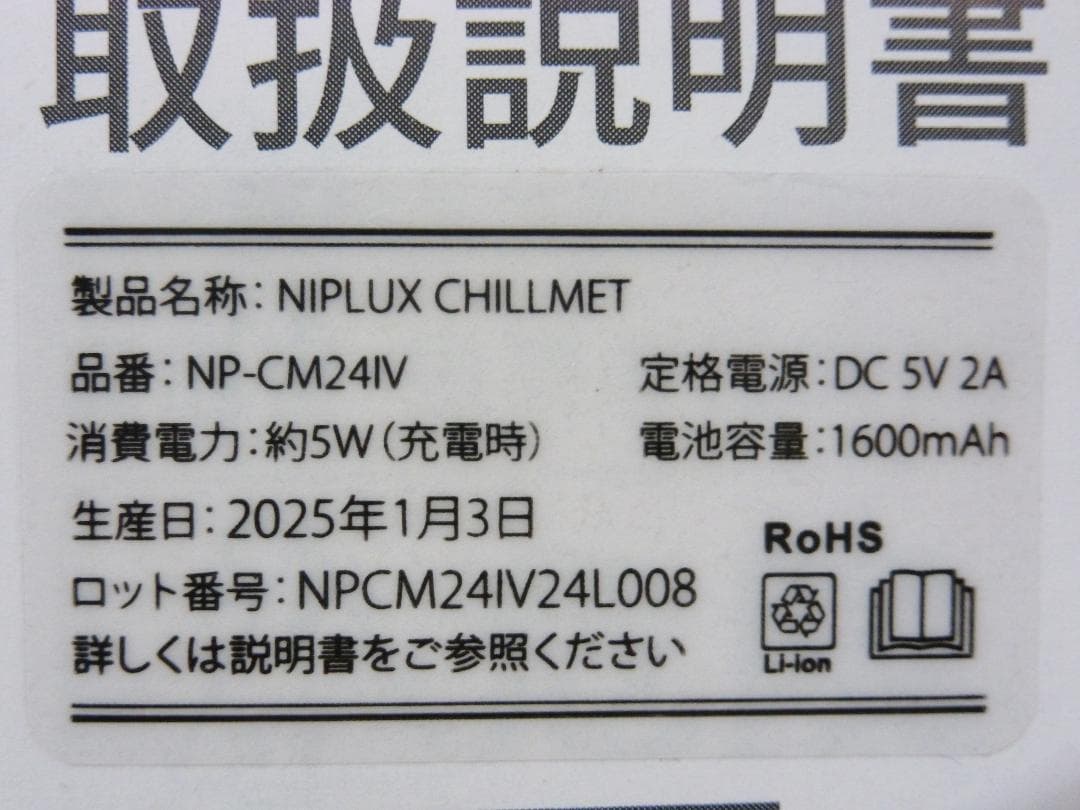 取扱説明書
製品名称：NIPLUX CHILLMET
品番：NP-CM24IV
定格電源：DC 5V 2A
消費電力：約5W（充電時）
電池容量：1600mAh
生産日：2025年1月3日
RoHS
ロット番号：NPCM24IV24L008
Li-ion
詳しくは説明書をご参照ください